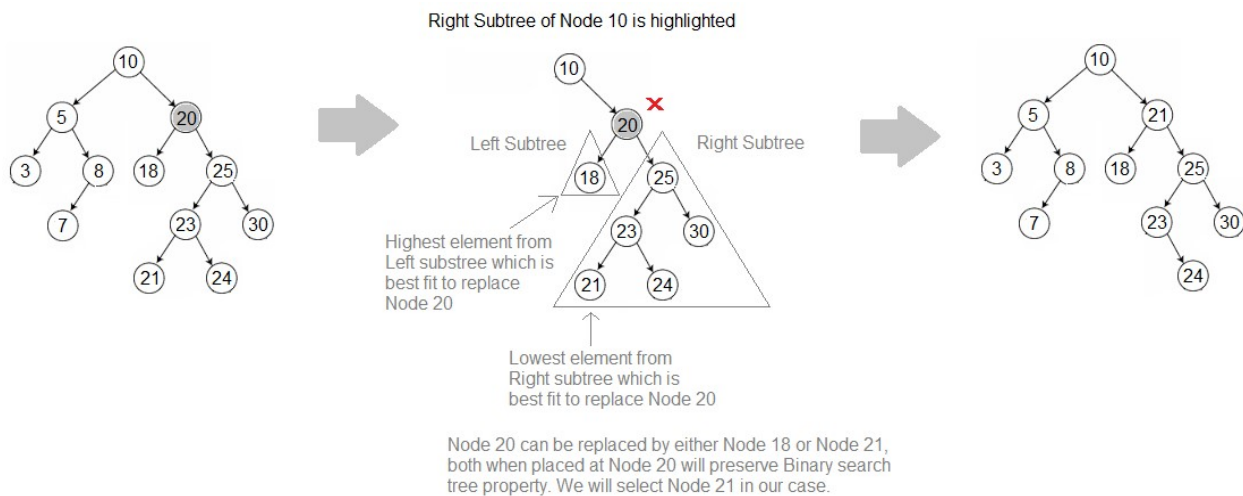 Right Subtree of Node 10 is highlighted
10
5
20
3
8
18
25
7
23
30
21
24
10
20
Left Subtree
Right Subtree
18
25
23
30
21
24
Highest element from
Left substree which is
best fit to replace
Node 20
Lowest element from
Right subtree which is
best fit to replace Node 20
Node 20 can be replaced by either Node 18 or Node 21,
both when placed at Node 20 will preserve Binary search
tree property. We will select Node 21 in our case.
10
5
21
3
8
18
25
7
23
30
24